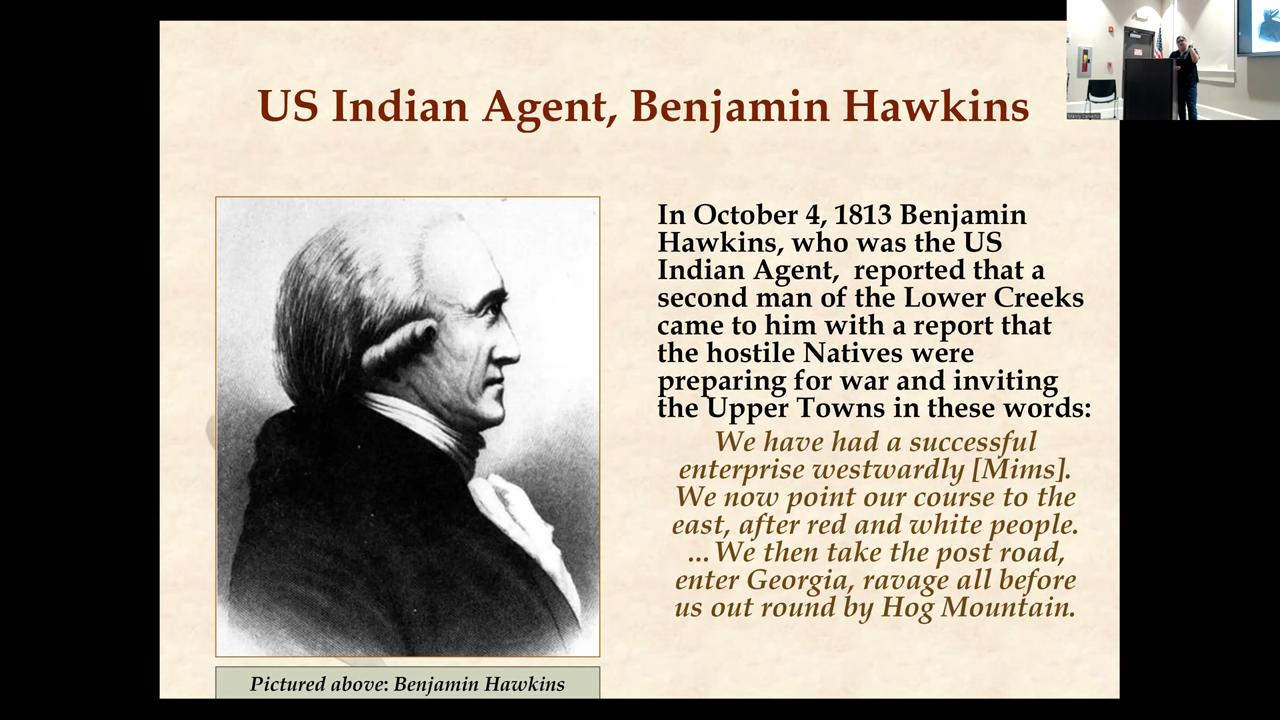 US Indian Agent, Benjamin Hawkins
In October 4, 1813 Benjamin
Hawkins, who was the US
Indian Agent,  reported that a
second man of the Lower Creeks
came to him with a report that
the hostile Natives were
preparing for war and inviting
the Upper Towns in these words:
We have had a successful
enterprise westwardly [Mims].
We now point our course to the
east, after red and white people.
...We then take the post road,
enter Georgia, ravage all before
us out round by Hog Mountain.
Pictured above: Benjamin Hawkins